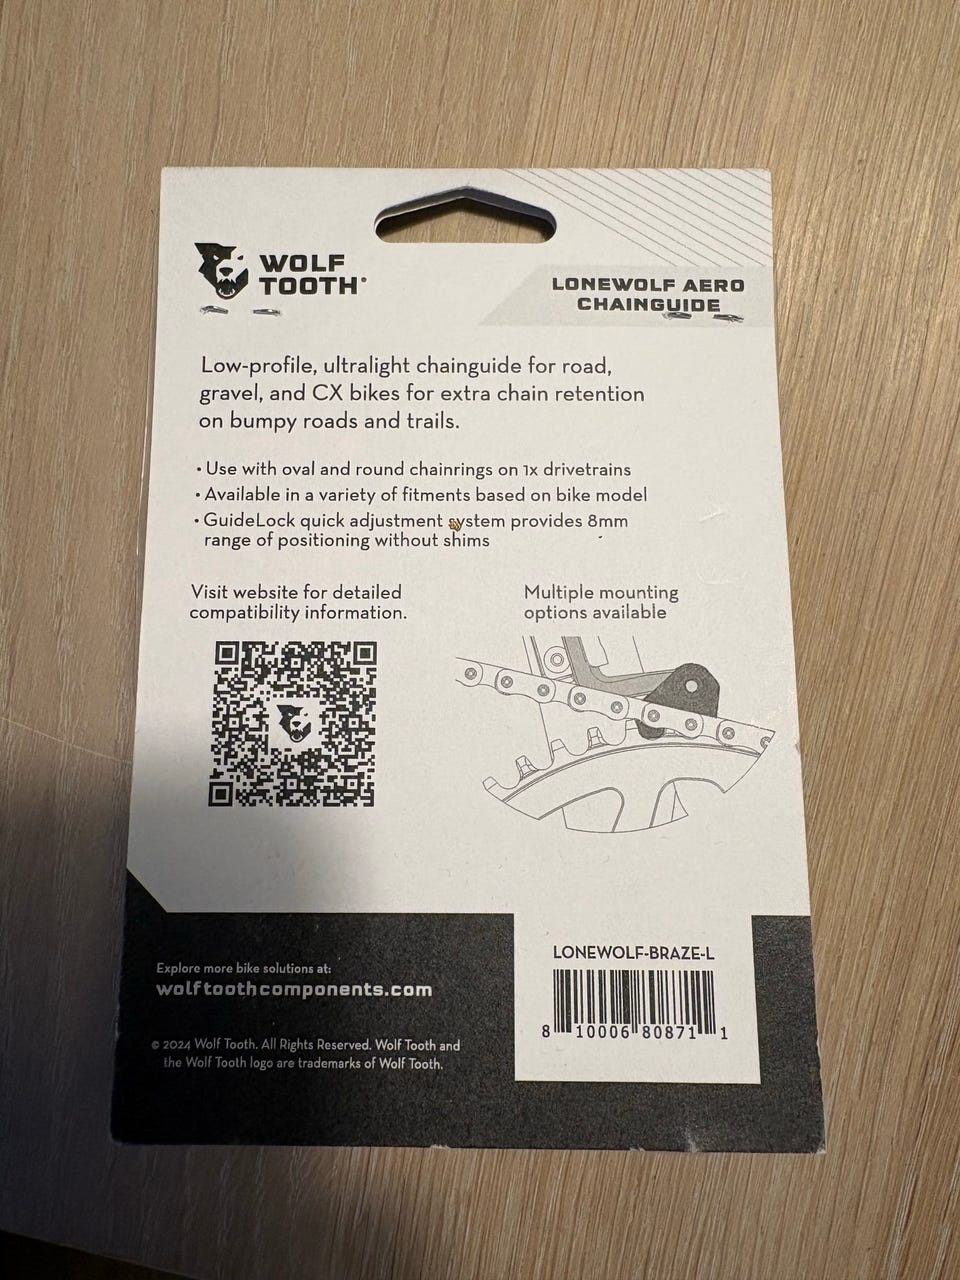 WOLF
TOOTH®
LONEWOLF AERO
CHAINGUIDE
Low-profile, ultralight chainguide for road,
gravel, and CX bikes for extra chain retention
on bumpy roads and trails.
• Use with oval and round chainrings on 1x drivetrains
• Available in a variety of fitments based on bike model
• GuideLock quick adjustment system provides 8mm
range of positioning without shims
Visit website for detailed
compatibility information.
Multiple mounting
options available
Explore more bike solutions at:
wolftoothcomponents.com
© 2024 Wolf Tooth. All Rights Reserved. Wolf Tooth and
the Wolf Tooth logo are trademarks of Wolf Tooth.
LONEWOLF-BRAZE-L
8 10006 80871 1